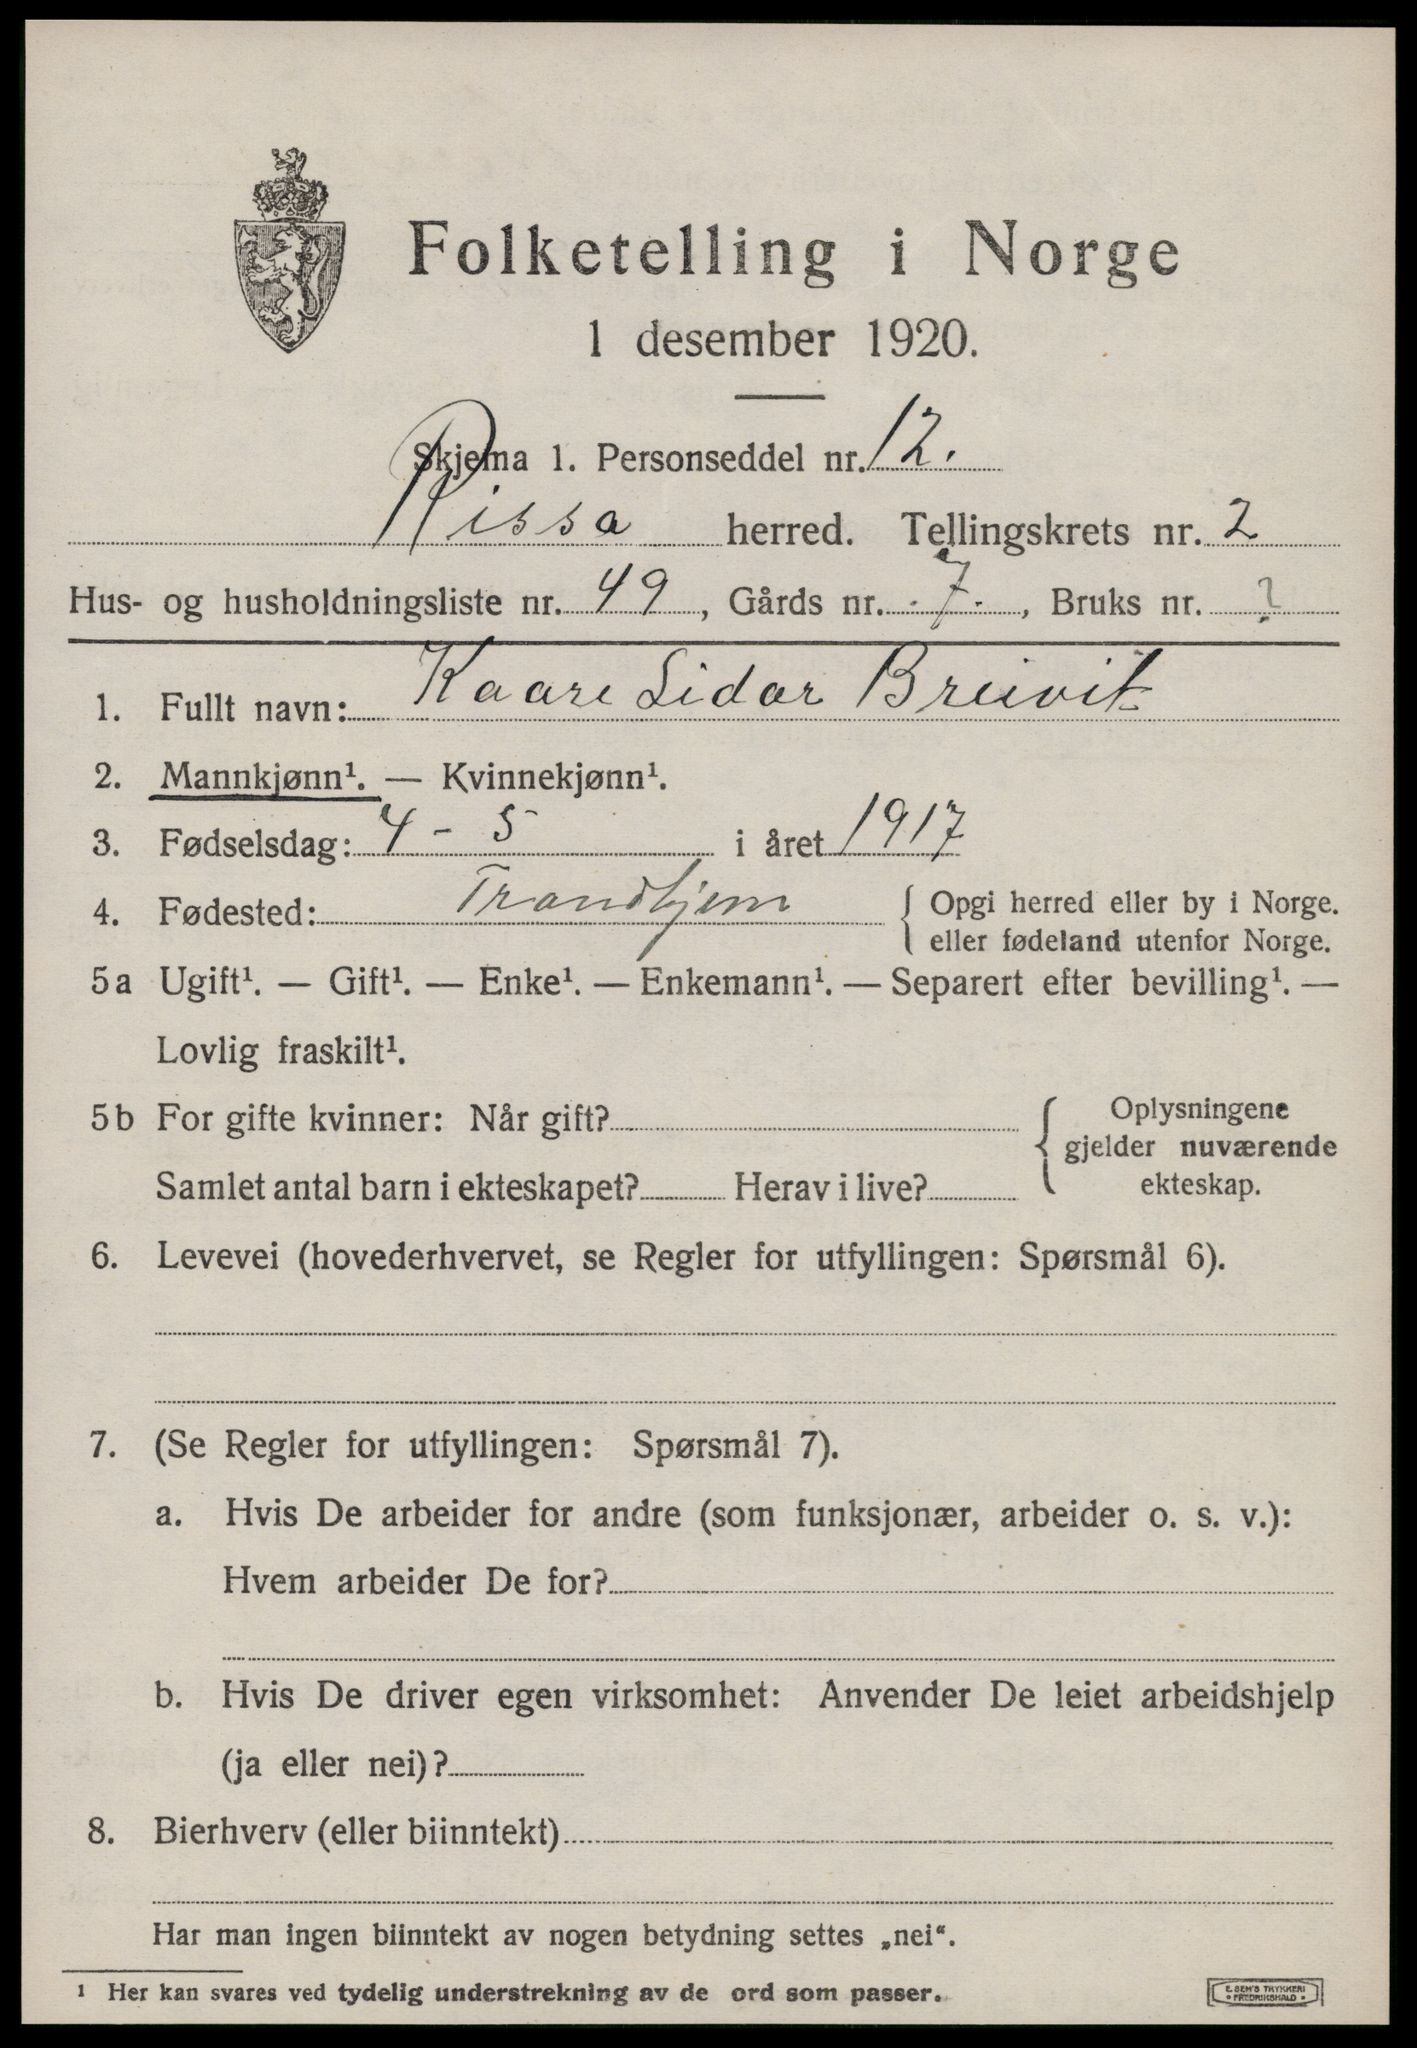 Folketelling i Norge
1 desember 1920.
Skjema 1. Personseddel nr. 12.
Rissa herred. Tellingskrets nr. 2
Hus- og husholdningsliste nr. 49, Gårds nr. 7., Bruks nr. ?
1. Fullt navn: Kaare Sidar Breivik
2. Mannkjønn¹. — Kvinnekjønn¹.
3. Fødselsdag: 4 - 5 i året 1917
4. Fødested: Trondhjem { Opgi herred eller by i Norge.
eller fødeland utenfor Norge.
5a Ugift¹. — Gift¹. — Enke¹. — Enkemann¹. — Separert efter bevilling¹. —
Lovlig fraskilt¹.
5b For gifte kvinner: Når gift? { Oplysningene
gjelder nuværende
Samlet antal barn i ekteskapet? Herav i live? ekteskap.
6. Levevei (hovederhvervet, se Regler for utfyllingen: Spørsmål 6).
7. (Se Regler for utfyllingen: Spørsmål 7).
a. Hvis De arbeider for andre (som funksjonær, arbeider o. s. v.):
Hvem arbeider De for?
b. Hvis De driver egen virksomhet: Anvender De leiet arbeidshjelp
(ja eller nei)?
8. Bierhverv (eller biinntekt)
Har man ingen biinntekt av nogen betydning settes „nei“.
¹ Her kan svares ved tydelig understrekning av de ord som passer.
E. SEM'S TRYKKERI
• FREDRIKSHALD •